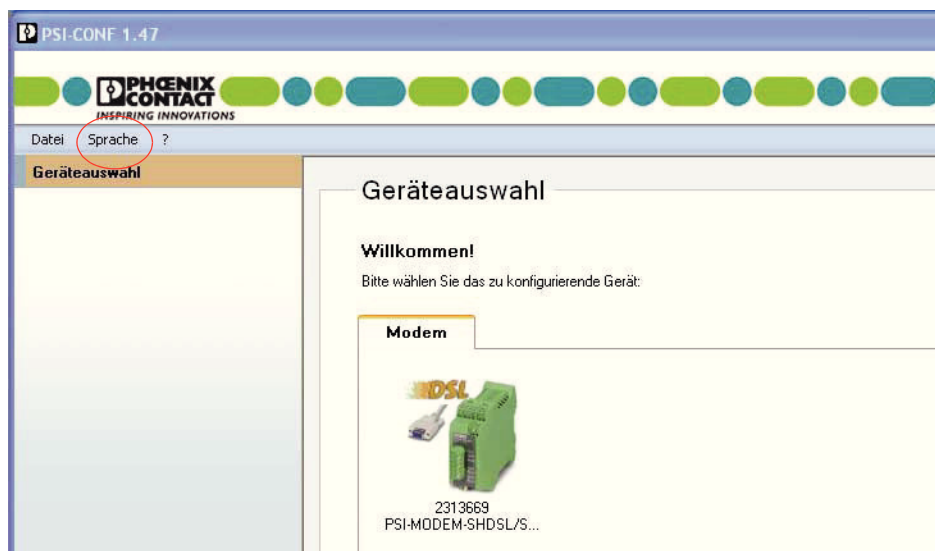 PSI-CONF 1.47
PHŒNIX
CONTACT
INSPIRING INNOVATIONS
Datei Sprache ?
Geräteauswahl
Geräteauswahl
Willkommen!
Bitte wählen Sie das zu konfigurierende Gerät:
Modem
DSL
2313669
PSI-MODEM-SHDSL/S...